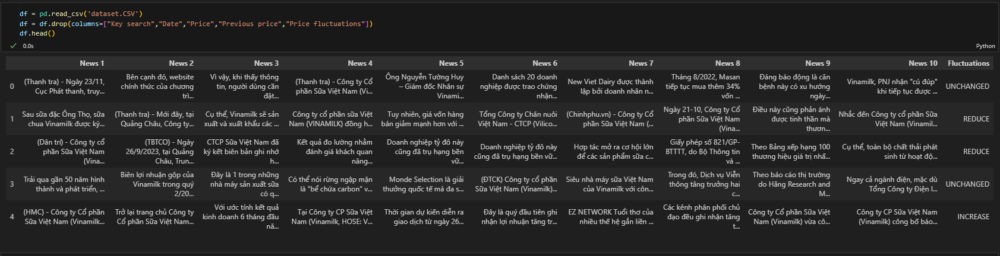 df = pd.read_csv('dataset.CSV')
df = df.drop(columns=["Key search","Date","Price","Previous price","Price fluctuations"])
df.head()
0.0s
Python
News 1 News 2 News 3 News 4 News 5 News 6 News 7 News 8 News 9 News 10 Fluctuations
0
(Thanh tra) - Ngày 23/11,
Cục Phát thanh, truy...
Bên cạnh đó, website
chính thức của chương
trì...
Vì vậy, khi thấy thông
tin, người dùng cần
đặt...
(Thanh tra) - Công ty Cổ
phần Sữa Việt Nam (Vi...
Ông Nguyễn Tường Huy
– Giám đốc Nhân sự
Vinami...
Danh sách 20 doanh
nghiệp được trao chứng
nhận...
New Viet Dairy được thành
lập bởi doanh nhân n...
Tháng 8/2022, Masan
tiếp tục mua thêm 34%
vốn ...
Đáng báo động là căn
bệnh này có xu hướng
ngày...
Vinamilk, PNJ nhận "cú đúp"
khi tiếp tục được ...
UNCHANGED
1
Sau sữa đặc Ông Thọ, sữa
chua Vinamilk được kỳ...
(Thanh tra) - Mới đây, tại
Quảng Châu, Công ty...
Cụ thể, Vinamilk sẽ sản
xuất và xuất khẩu các ...
Công ty cổ phần sữa Việt
Nam (VINAMILK) đồng h...
Tuy nhiên, giá vốn hàng
bán giảm mạnh hơn với ...
Tổng Công ty Chăn nuôi
Việt Nam - CTCP (Vilico...
(Chinhphu.vn) - Công ty Cổ
phần Sữa Việt Nam (...
Ngày 21-10, Công ty Cổ
phần Sữa Việt Nam
(Vina...
Điều này cũng phản ánh
được tinh thần mà
thươn...
Nhắc đến Công ty cổ phần Sữa
Việt Nam (Vinamil...
REDUCE
2
(Dân trí) - Công ty cổ
phần Sữa Việt Nam
(Vina...
(TBTCO) - Ngày
26/9/2023, tại Quảng
Châu, Trun...
CTCP Sữa Việt Nam đã
ký kết biên bản ghi nhớ
h...
Kết quả đo lường nhằm
đánh giá khách quan
năng...
Doanh nghiệp tỷ đô này
cũng đã trụ hạng bền
vữ...
Doanh nghiệp tỷ đô này
cũng đã trụ hạng bền vữ...
Hợp tác mở ra cơ hội lớn
để các sản phẩm sữa c...
Giấy phép số 821/GP-
BTTTT, do Bộ Thông tin
và ...
Theo Bảng xếp hạng 100
thương hiệu giá trị nhấ...
Cụ thể, toàn bộ chất thải phát
sinh từ hoạt độ...
REDUCE
3
Trải qua gần 50 năm hình
thành và phát triển, ...
Biên lợi nhuận gộp của
Vinamilk trong quý
2/20...
Đây là 1 trong những
nhà máy sản xuất sữa
có q...
Có thể nói rừng ngập mặn
là “bể chứa carbon” v...
Monde Selection là giải
thưởng quốc tế mà đa s...
(ĐTCK) Công ty cổ phần
Sữa Việt Nam (Vinamilk)...
Siêu nhà máy sữa Việt Nam
của Vinamilk với côn...
Trong đó, Dịch vụ Viễn
thông tăng trưởng hai
c...
Theo báo cáo thị trường
do Hãng Research and
M...
Ngay cả ngành điện, mặc dù
Tổng Công ty Điện l...
UNCHANGED
4
(HMC) - Công ty Cổ phần
Sữa Việt Nam (Vinamilk...
Trở lại trang chủ Công ty
Cổ phần Sữa Việt Nam...
Với ước tính kết quả
kinh doanh 6 tháng đầu
nă...
Tại Công ty CP Sữa Việt
Nam (Vinamilk, HOSE: V...
Thời gian dự kiến diễn ra
giao dịch từ ngày 26...
Đây là quý đầu tiên ghi
nhận lợi nhuận tăng tr...
EZ NETWORK Tuổi thơ của
nhiều thế hệ gắn liền ...
Các kênh phân phối chủ
đạo đều ghi nhận tăng
t...
Công ty Cổ phần Sữa Việt
Nam (Vinamilk) vừa cô...
Công ty CP Sữa Việt Nam
(Vinamilk) công bố báo...
INCREASE